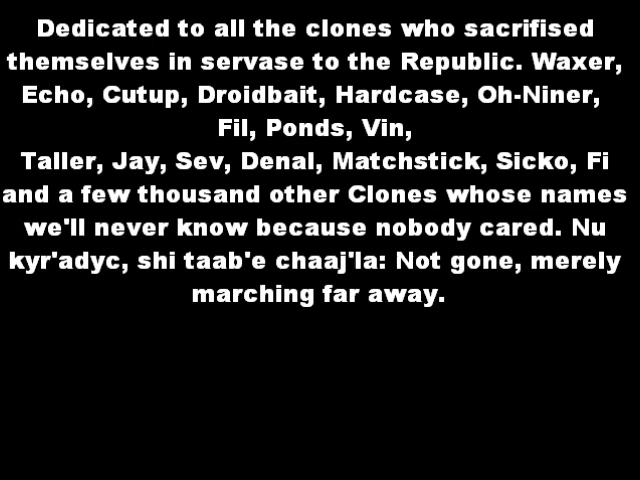 Dedicated to all the clones who sacrifised
themselves in servase to the Republic. Waxer,
Echo, Cutup, Droidbait, Hardcase, Oh-Niner,
Fil, Ponds, Vin,
Taller, Jay, Sev, Denal, Matchstick, Sicko, Fi
and a few thousand other Clones whose names
we'll never know because nobody cared. Nu
kyr'adyc, shi taab'e chaaj'la: Not gone, merely
marching far away.